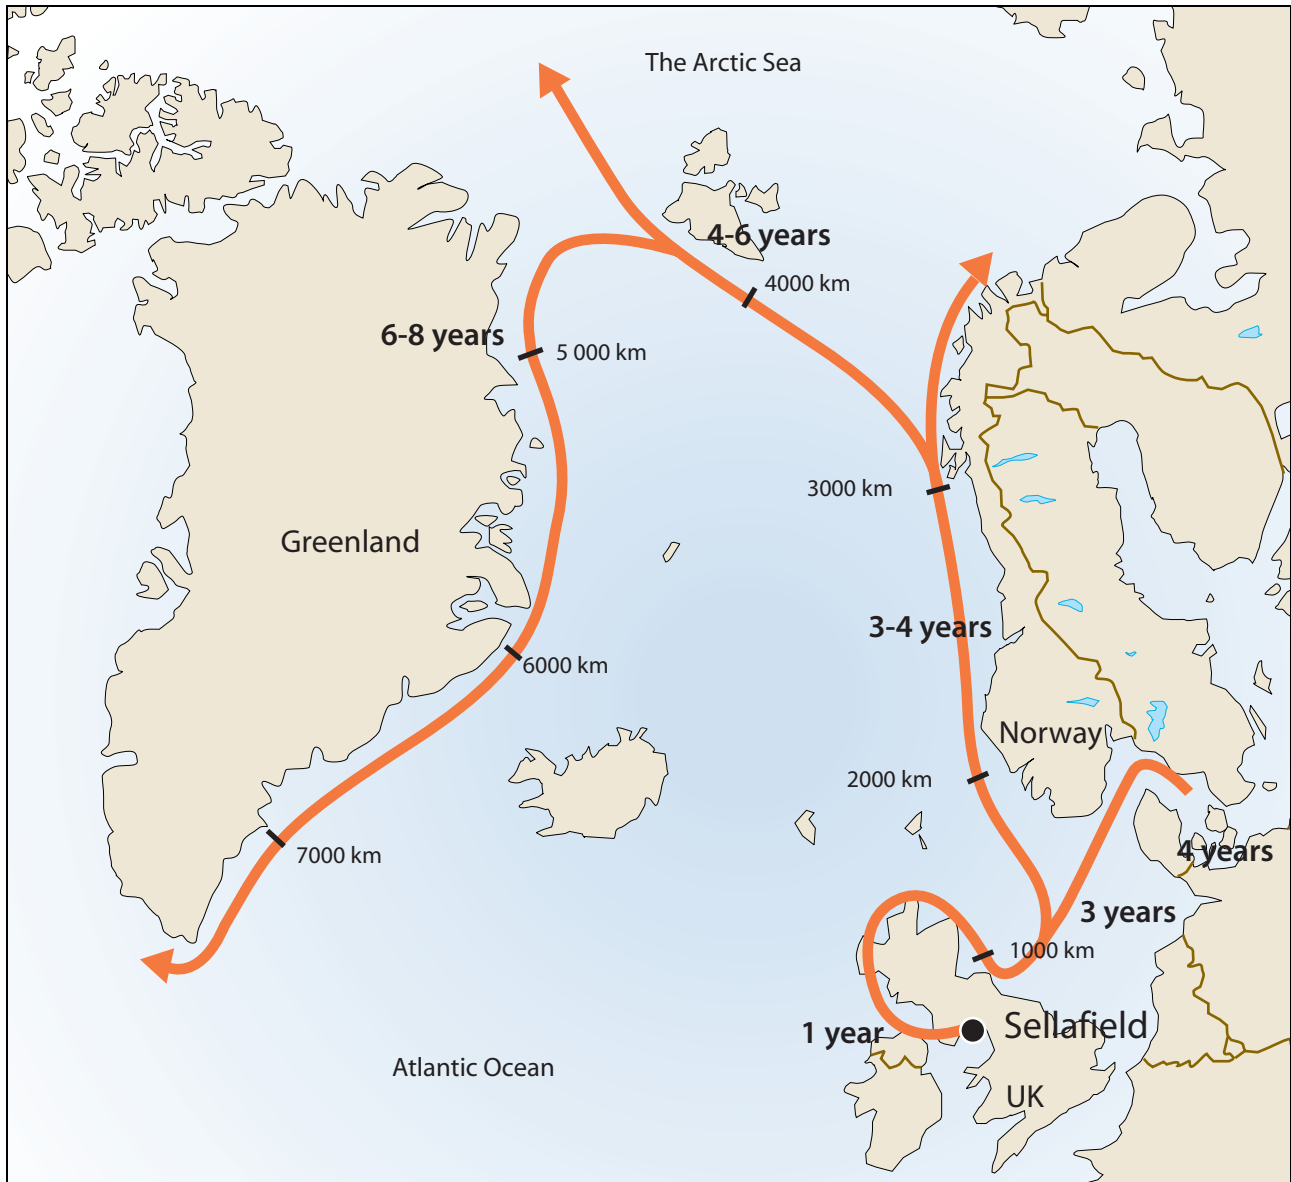 The Arctic Sea
4-6 years
4000 km
6-8 years
5 000 km
3000 km
Greenland
3-4 years
6000 km
Norway
2000 km
7000 km
4 years
3 years
1000 km
1 year
Sellafield
Atlantic Ocean
UK